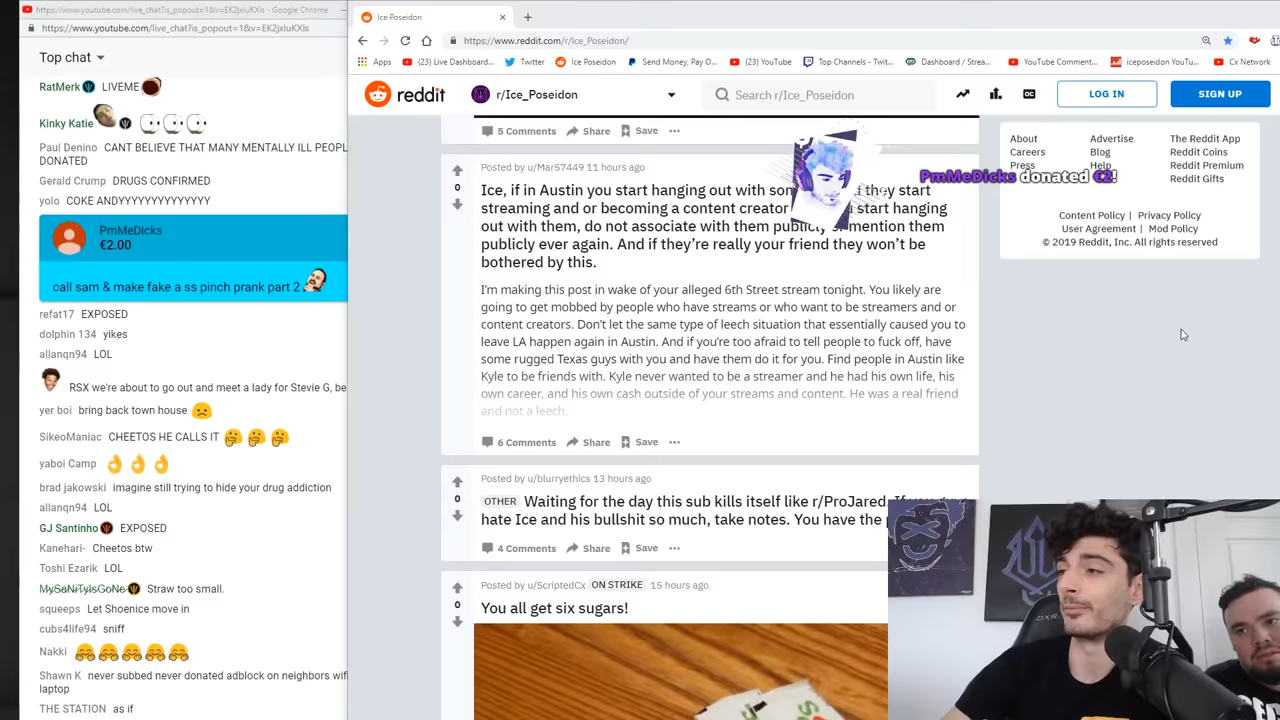 https://www.youtube.com/live_chat?is_popout=1&v=EK2jxIuKXIs - Google Chrome
https://www.youtube.com/live_chat?is_popout=1&v=EK2jxIuKXIs
Top chat
RatMerk LIVEME
Kinky Katie
Paul Denino CANT BELIEVE THAT MANY MENTALLY ILL PEOPL
DONATED
Gerald Crump DRUGS CONFIRMED
yolo COKE ANDYYYYYYYYYYYYY
PmMeDicks
€2.00
call sam & make fake a ss pinch prank part 2
refat17 EXPOSED
dolphin 134 yikes
allanqn94 LOL
RSX we're about to go out and meet a lady for Stevie G, be
yer boi bring back town house
SikeoManiac CHEETOS HE CALLS IT
yaboi Camp
brad jakowski imagine still trying to hide your drug addiction
allanqn94 LOL
GJ Santinho EXPOSED
Kanehari- Cheetos btw
Toshi Ezarik LOL
MySaNiTyIsGoNe Straw too small.
squeeps Let Shoenice move in
cubs4life94 sniff
Nakki
Shawn K never subbed never donated adblock on neighbors wifi
laptop
THE STATION as if
Ice Poseidon
https://www.reddit.com/r/Ice_Poseidon/
Apps (23) Live Dashboard... Twitter Ice Poseidon Send Money, Pay O... (23) YouTube Top Channels - Twit... Dashboard / Strea... YouTube Comment... iceposeidon YouTu... Cx Network
reddit r/Ice_Poseidon Search r/Ice_Poseidon LOG IN SIGN UP
5 Comments Share Save
Posted by u/Mar57449 11 hours ago
0
Ice, if in Austin you start hanging out with they start
streaming and or becoming a content creator start hanging
out with them, do not associate with them publicly or mention them
publicly ever again. And if they're really your friend they won't be
bothered by this.
I'm making this post in wake of your alleged 6th Street stream tonight. You likely are
going to get mobbed by people who have streams or who want to be streamers and or
content creators. Don't let the same type of leech situation that essentially caused you to
leave LA happen again in Austin. And if you're too afraid to tell people to fuck off, have
some rugged Texas guys with you and have them do it for you. Find people in Austin like
Kyle to be friends with. Kyle never wanted to be a streamer and he had his own life, his
own career, and his own cash outside of your streams and content. He was a real friend
and not a leech.
6 Comments Share Save
Posted by u/blurryethics 13 hours ago
0
OTHER Waiting for the day this sub kills itself like r/ProJared. If you
hate Ice and his bullshit so much, take notes. You have the
4 Comments Share Save
Posted by u/ScriptedCx ON STRIKE 15 hours ago
0
You all get six sugars!
PmMeDicks donated €2!
About Advertise The Reddit App
Careers Blog Reddit Coins
Press Help Reddit Premium
Reddit Gifts
Content Policy | Privacy Policy
User Agreement | Mod Policy
© 2019 Reddit, Inc. All rights reserved